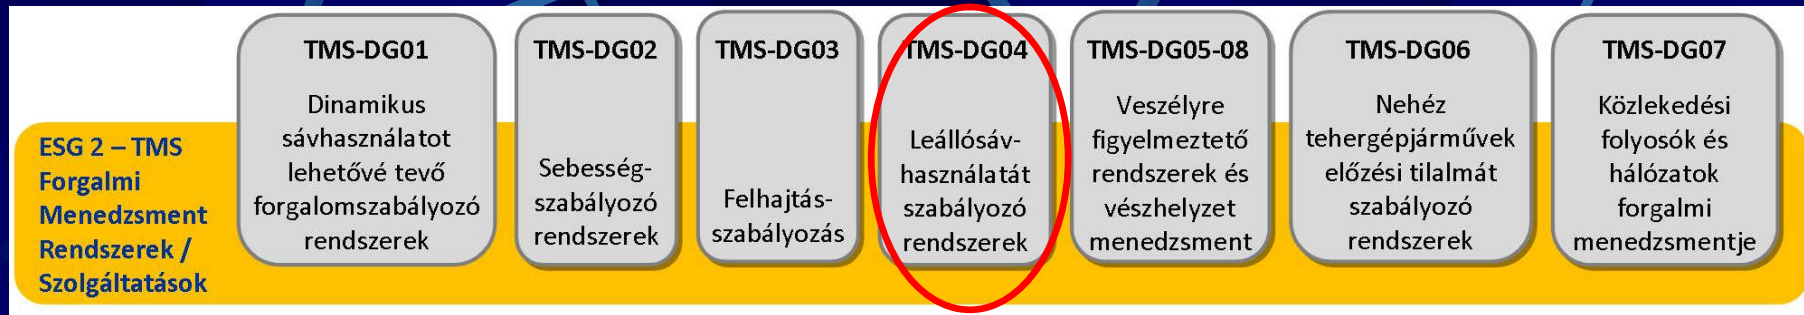 ESG 2 – TMS
Forgalmi
Menedzsment
Rendszerek /
Szolgáltatások
TMS-DG01
Dinamikus
sávhasználatot
lehetővé tevő
forgalomszabályozó
rendszerek
TMS-DG02
Sebesség-
szabályozó
rendszerek
TMS-DG03
Felhajtás-
szabályozás
TMS-DG04
Leállósáv-
használatát
szabályozó
rendszerek
TMS-DG05-08
Veszélyre
figyelmeztető
rendszerek és
vészhelyzet
menedzsment
TMS-DG06
Nehéz
tehergépjárművek
előzési tilalmát
szabályozó
rendszerek
TMS-DG07
Közlekedési
folyosók és
hálózatok
forgalmi
menedzsmentje